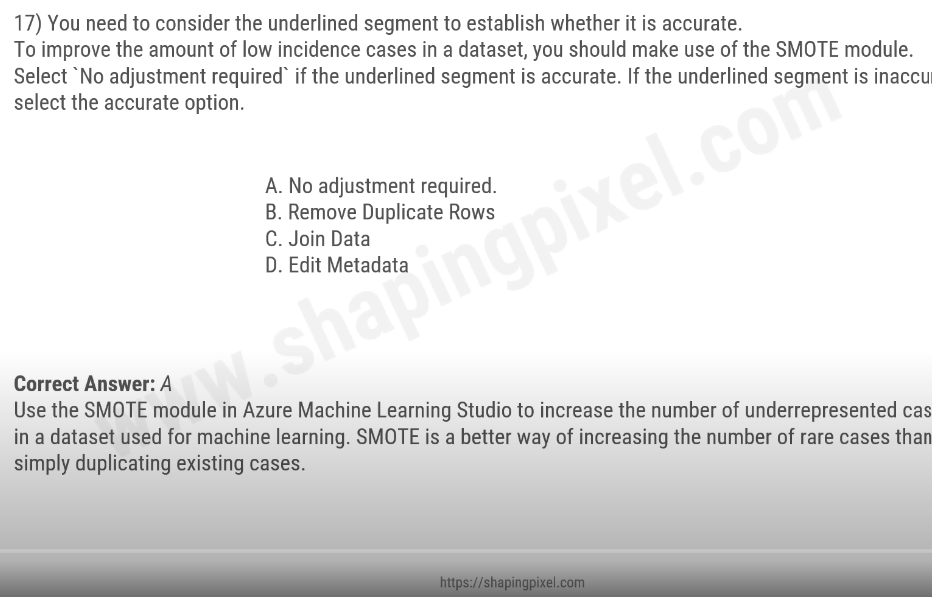 17) You need to consider the underlined segment to establish whether it is accurate.
To improve the amount of low incidence cases in a dataset, you should make use of the SMOTE module.
Select `No adjustment required` if the underlined segment is accurate. If the underlined segment is inaccu
select the accurate option.
A. No adjustment required.
B. Remove Duplicate Rows
C. Join Data
D. Edit Metadata
www.shapingpixel.com
Correct Answer: A
Use the SMOTE module in Azure Machine Learning Studio to increase the number of underrepresented cas
in a dataset used for machine learning. SMOTE is a better way of increasing the number of rare cases than
simply duplicating existing cases.
https://shapingpixel.com